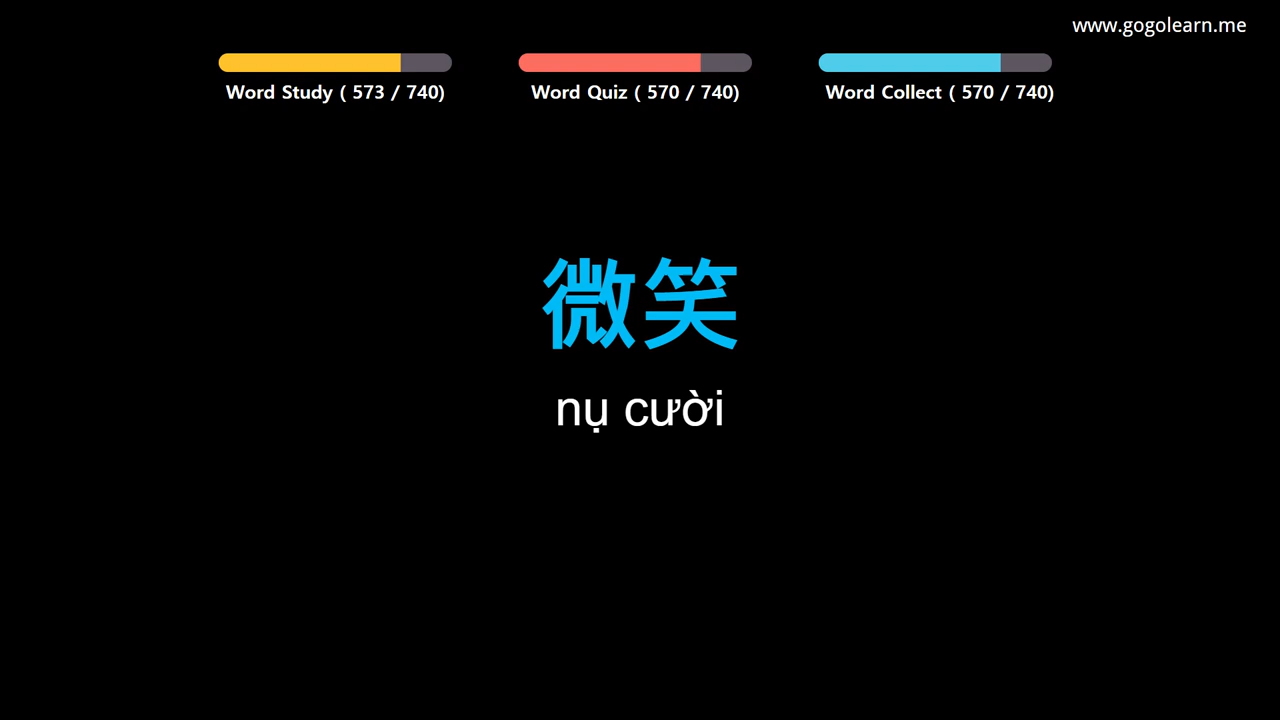 www.gogolearn.me
Word Study ( 573 / 740)
Word Quiz ( 570 / 740)
Word Collect ( 570 / 740)
微笑
nụ cười